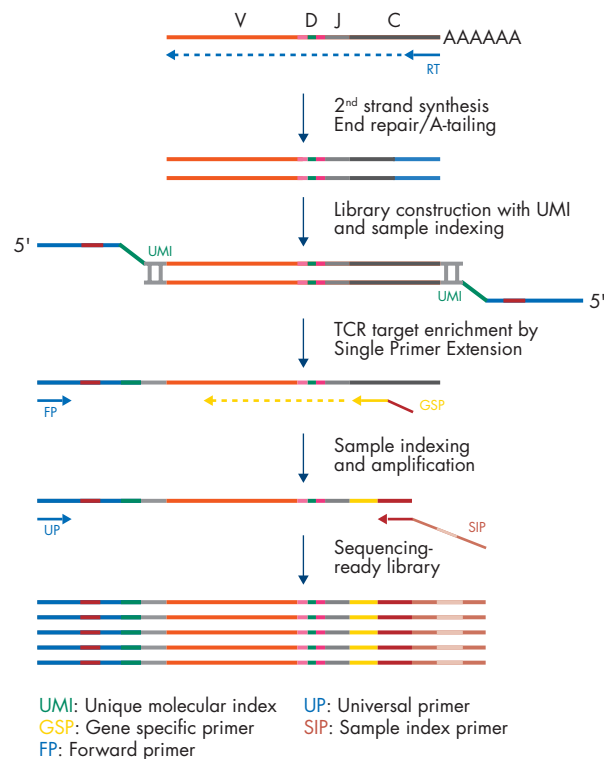 V D J C
AAAAAA
RT
2nd strand synthesis
End repair/A-tailing
Library construction with UMI
and sample indexing
5'
UMI
UMI
5'
TCR target enrichment by
Single Primer Extension
FP
GSP
Sample indexing
and amplification
UP
SIP
Sequencing-
ready library
UMI: Unique molecular index
UP: Universal primer
GSP: Gene specific primer
SIP: Sample index primer
FP: Forward primer